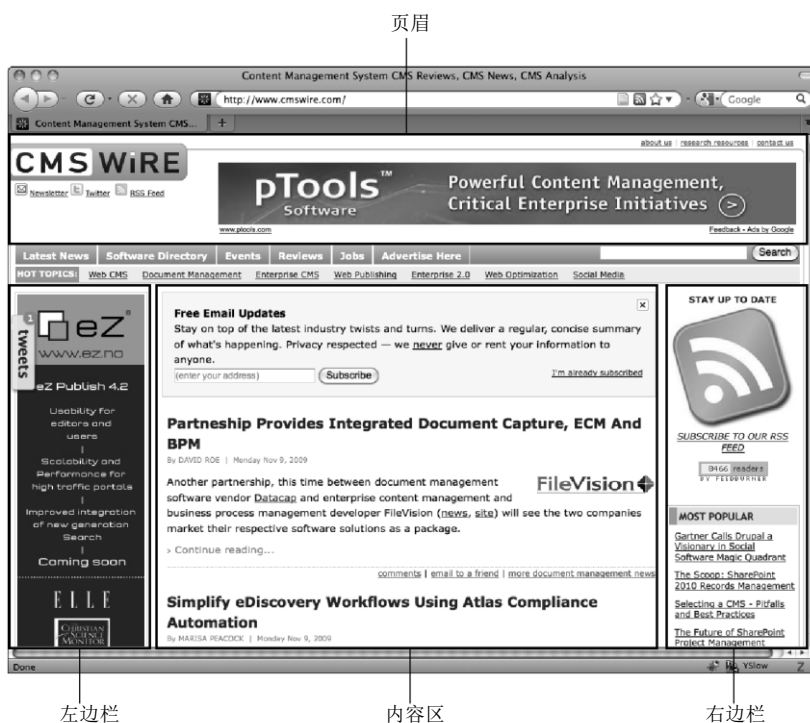 页眉
Content Management System CMS Reviews, CMS News, CMS Analysis
http://www.cmswire.com/
Google
Content Management System CMS...
+
about us | research resources | contact us
CMS WiRE
Newsletter Twitter RSS Feed
pTools™
Software
Powerful Content Management,
Critical Enterprise Initiatives
www.ptools.com
Feedback - Ads by Google
Latest News Software Directory Events Reviews Jobs Advertise Here
Search
HOT TOPICS: Web CMS Document Management Enterprise CMS Web Publishing Enterprise 2.0 Web Optimization Social Media
1
tweets
eZ®
www.ez.no
eZ Publish 4.2
Usability for
editors and
users
|
Scalability and
Performance for
high traffic portals
|
Improved integration
of new generation
Search
|
Coming soon
ELLE
THE CHRISTIAN
SCIENCE
MONITOR
Free Email Updates
Stay on top of the latest industry twists and turns. We deliver a regular, concise summary
of what's happening. Privacy respected — we never give or rent your information to
anyone.
(enter your address) Subscribe
I'm already subscribed
Partneship Provides Integrated Document Capture, ECM And
BPM
By DAVID ROE | Monday Nov 9, 2009
Another partnership, this time between document management
software vendor Datacap and enterprise content management and
business process management developer FileVision (news, site) will see the two companies
market their respective software solutions as a package.
FileVision
› Continue reading...
comments | email to a friend | more document management news
Simplify eDiscovery Workflows Using Atlas Compliance
Automation
By MARISA PEACOCK | Monday Nov 9, 2009
STAY UP TO DATE
SUBSCRIBE TO OUR RSS
FEED
8466 readers
BY FEEDBURNER
MOST POPULAR
Gartner Calls Drupal a
Visionary in Social
Software Magic Quadrant
The Scoop: SharePoint
2010 Records Management
Selecting a CMS - Pitfalls
and Best Practices
The Future of SharePoint
Project Management
Done
YSlow
左边栏
内容区
右边栏